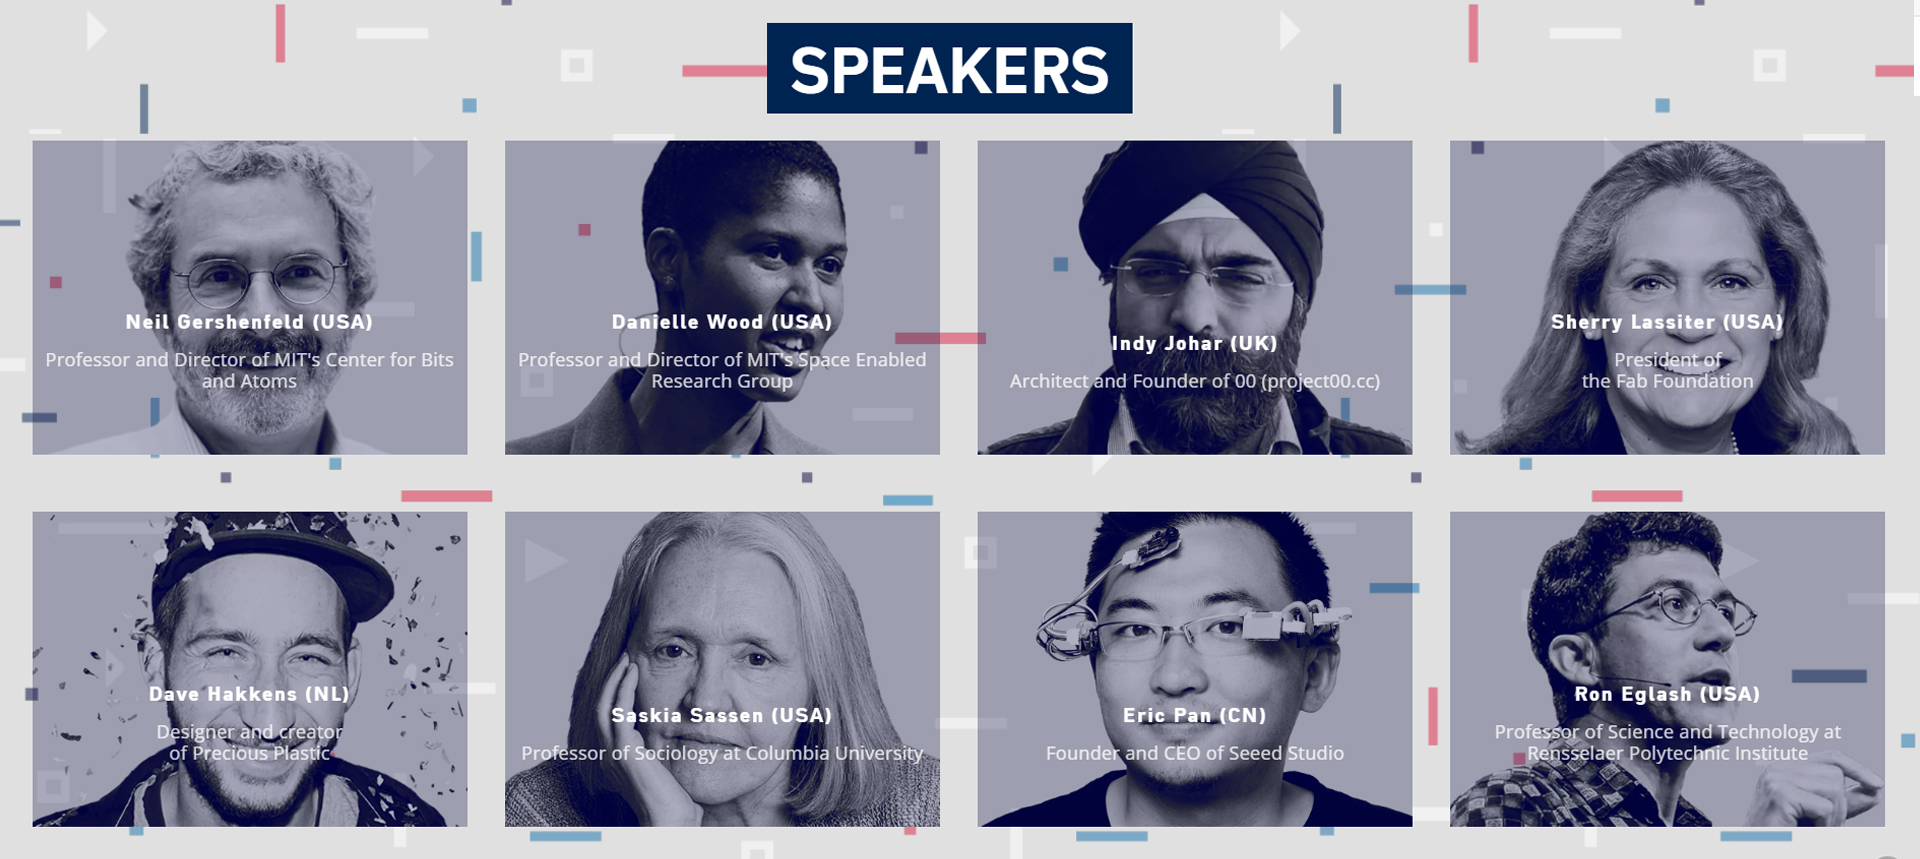 SPEAKERS
Neil Gershenfeld (USA)
Professor and Director of MIT's Center for Bits
and Atoms
Danielle Wood (USA)
Professor and Director of MIT's Space Enabled
Research Group
Indy Johar (UK)
Architect and Founder of 00 (project00.cc)
Sherry Lassiter (USA)
President of
the Fab Foundation
Dave Hakkens (NL)
Designer and creator
of Precious Plastic
Saskia Sassen (USA)
Professor of Sociology at Columbia University
Eric Pan (CN)
Founder and CEO of Seeed Studio
Ron Eglash (USA)
Professor of Science and Technology at
Rensselaer Polytechnic Institute